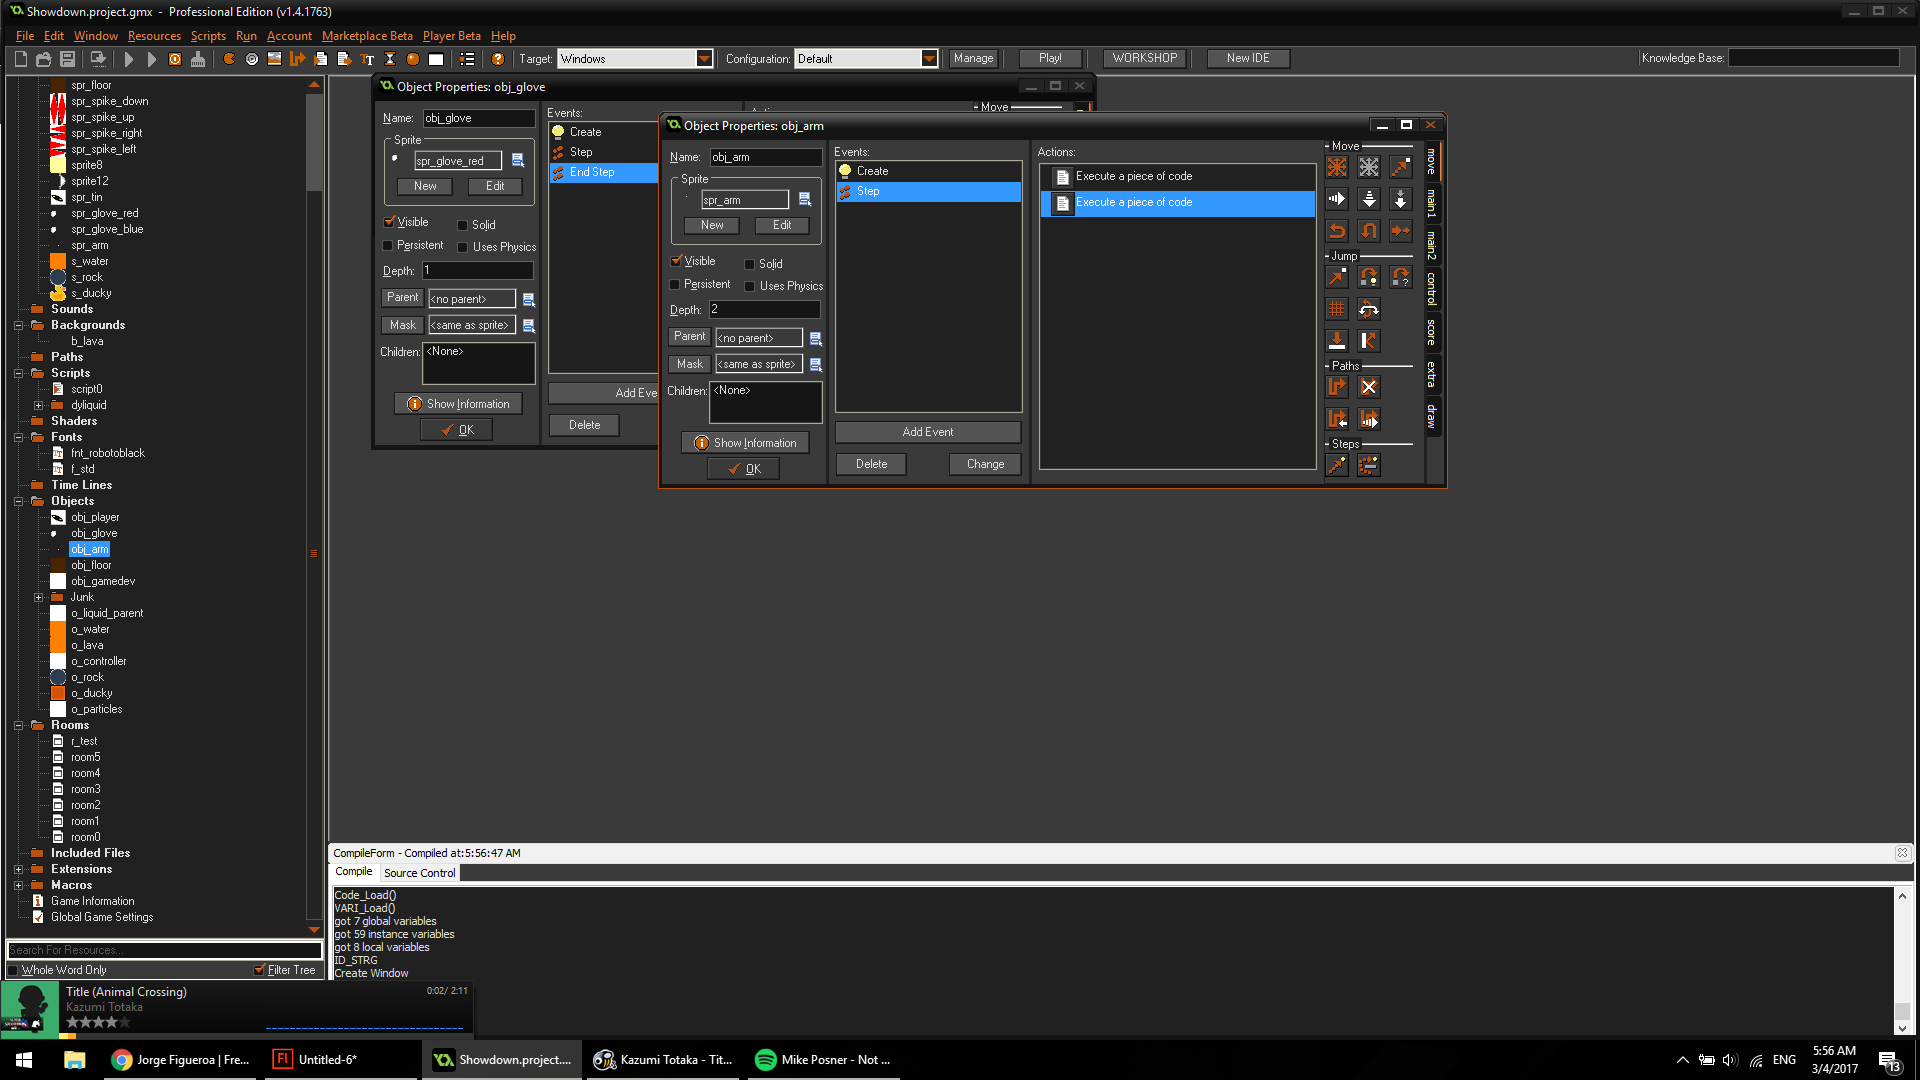 Showdown.project.gmx  -  Professional Edition (v1.4.1763)
File Edit Window Resources Scripts Run Account Marketplace Beta Player Beta Help
Target: Windows Configuration: Default Manage Play! WORKSHOP New IDE Knowledge Base:
spr_floor
spr_spike_down
spr_spike_up
spr_spike_right
spr_spike_left
sprite8
sprite12
spr_tin
spr_glove_red
spr_glove_blue
spr_arm
s_water
s_rock
s_ducky
Sounds
Backgrounds
b_lava
Paths
Scripts
script0
dyliquid
Shaders
Fonts
fnt_robotoblack
f_std
Time Lines
Objects
obj_player
obj_glove
obj_arm
obj_floor
obj_gamedev
Junk
o_liquid_parent
o_water
o_lava
o_controller
o_rock
o_ducky
o_particles
Rooms
r_test
room5
room4
room3
room2
room1
room0
Included Files
Extensions
Macros
Game Information
Global Game Settings
Search For Resources...
Whole Word Only Filter Tree
Object Properties: obj_glove
Name: obj_glove
Sprite
spr_glove_red
New Edit
Visible Solid
Persistent Uses Physics
Depth: 1
Parent <no parent>
Mask <same as sprite>
Children: <None>
Show Information
OK
Events:
Create
Step
End Step
Add Eve
Delete
Move
Object Properties: obj_arm
Name: obj_arm
Sprite
spr_arm
New Edit
Visible Solid
Persistent Uses Physics
Depth: 2
Parent <no parent>
Mask <same as sprite>
Children: <None>
Show Information
OK
Events:
Create
Step
Add Event
Delete Change
Actions:
Execute a piece of code
Execute a piece of code
Move
Jump
Paths
Steps
move
main1
main2
control
score
extra
draw
CompileForm - Compiled at:5:56:47 AM
Compile Source Control
Code_Load()
VARI_Load()
got 7 global variables
got 59 instance variables
got 8 local variables
ID_STRG
Create Window
Title (Animal Crossing) 0:02/ 2:11
Kazumi Totaka
Jorge Figueroa | Fre...
Fl Untitled-6*
Showdown.project....
Kazumi Totaka - Tit...
Mike Posner - Not ...
ENG
5:56 AM
3/4/2017
13